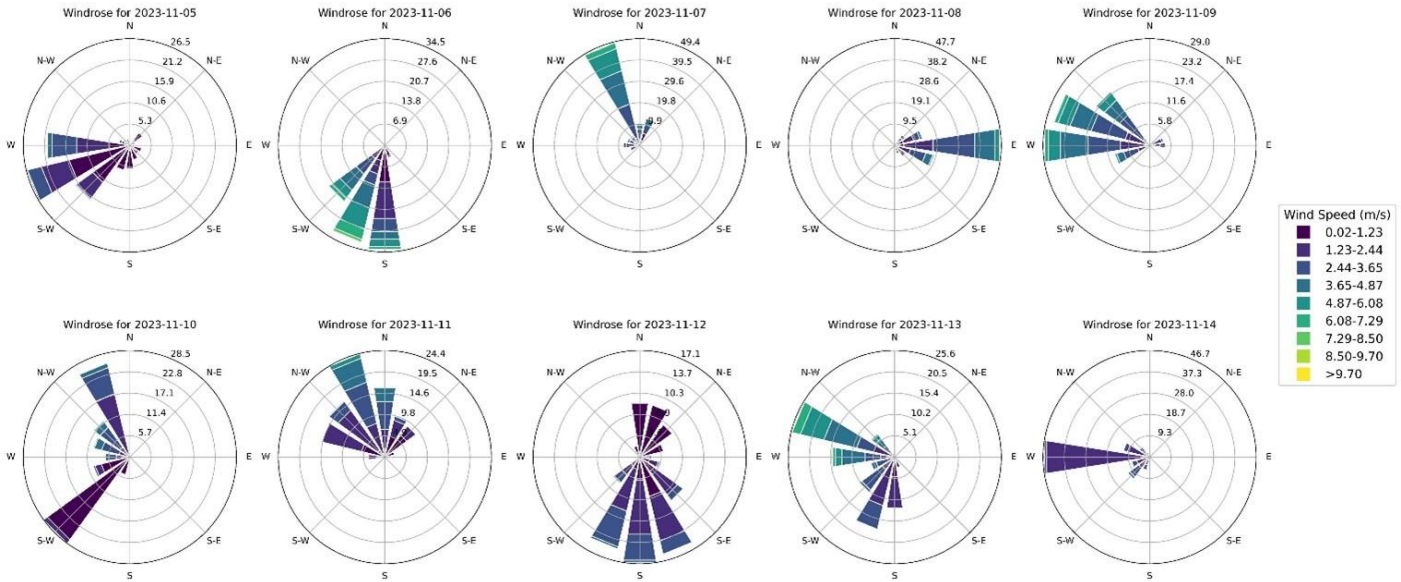 Windrose for 2023-11-05
N
26.5
N-W
21.2
N-E
15.9
10.6
5.3
W
E
S-W
S-E
S
Windrose for 2023-11-06
N
34.5
N-W
27.6
N-E
20.7
13.8
6.9
W
E
S-W
S-E
S
Windrose for 2023-11-07
N
49.4
N-W
39.5
N-E
29.6
19.8
9.9
W
E
S-W
S-E
S
Windrose for 2023-11-08
N
47.7
N-W
38.2
N-E
28.6
19.1
9.5
W
E
S-W
S-E
S
Windrose for 2023-11-09
N
29.0
N-W
23.2
N-E
17.4
11.6
5.8
W
E
S-W
S-E
S
Wind Speed (m/s)
0.02-1.23
1.23-2.44
2.44-3.65
3.65-4.87
4.87-6.08
6.08-7.29
7.29-8.50
8.50-9.70
>9.70
Windrose for 2023-11-10
N
28.5
N-W
22.8
N-E
17.1
11.4
5.7
W
E
S-W
S-E
S
Windrose for 2023-11-11
N
24.4
N-W
19.5
N-E
14.6
9.8
W
E
S-W
S-E
S
Windrose for 2023-11-12
N
17.1
N-W
13.7
N-E
10.3
W
E
S-W
S-E
S
Windrose for 2023-11-13
N
25.6
N-W
20.5
N-E
15.4
10.2
5.1
W
E
S-W
S-E
S
Windrose for 2023-11-14
N
46.7
N-W
37.3
N-E
28.0
18.7
9.3
W
E
S-W
S-E
S